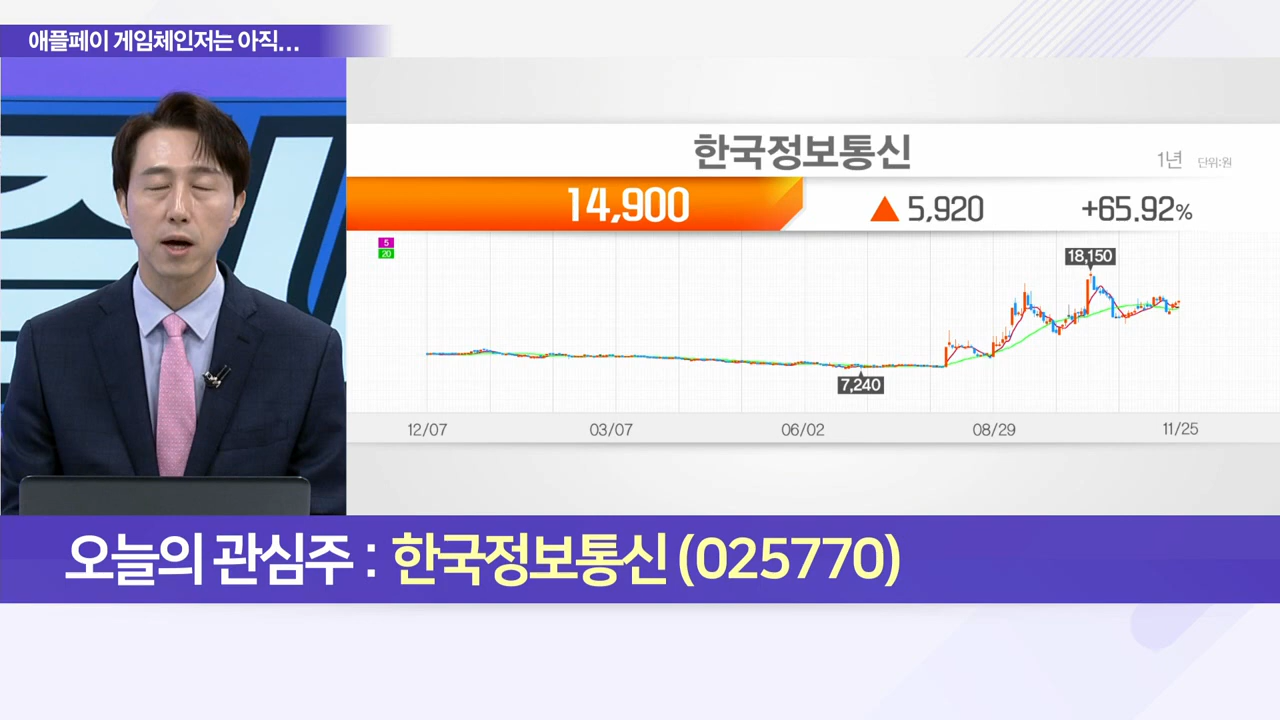 애플페이 게임체인저는 아직...
한국정보통신
1년 단위:원
14,900 ▲ 5,920 +65.92%
5
20
18,150
7,240
12/07 03/07 06/02 08/29 11/25
오늘의 관심주 : 한국정보통신 (025770)